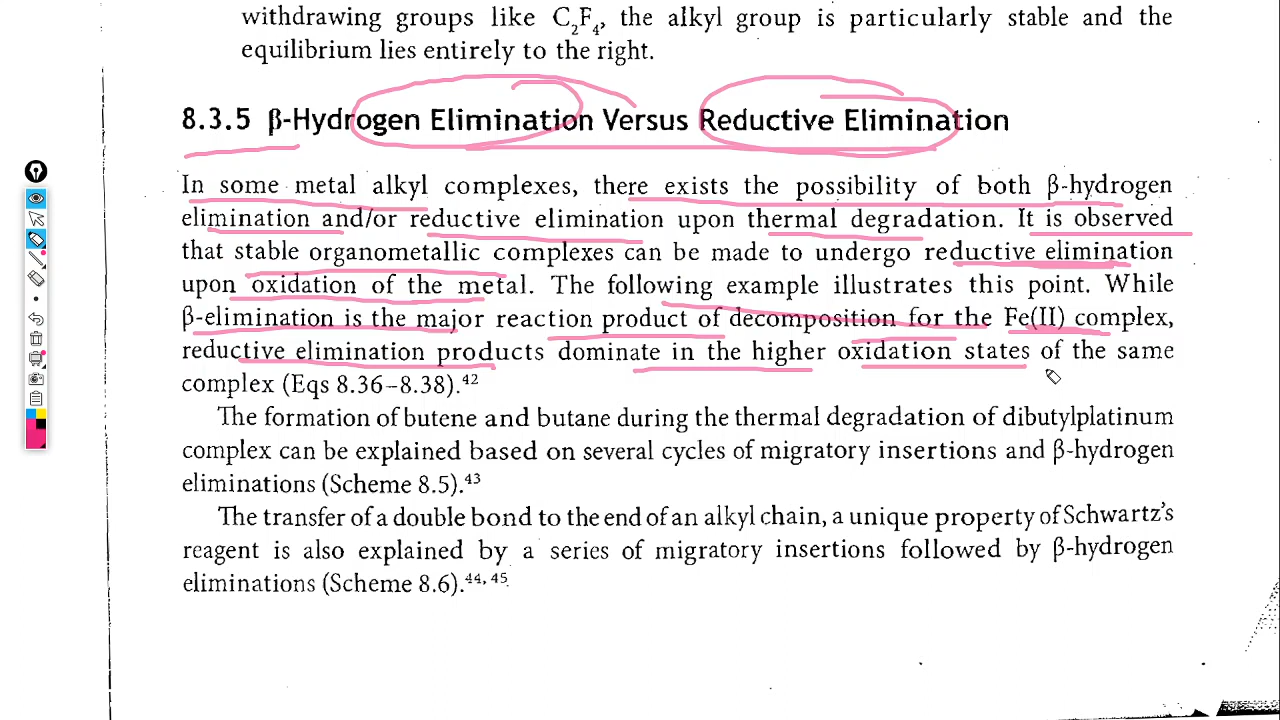 withdrawing groups like C₂F₄, the alkyl group is particularly stable and the
equilibrium lies entirely to the right.
8.3.5 β-Hydrogen Elimination Versus Reductive Elimination
In some metal alkyl complexes, there exists the possibility of both β-hydrogen
elimination and/or reductive elimination upon thermal degradation. It is observed
that stable organometallic complexes can be made to undergo reductive elimination
upon oxidation of the metal. The following example illustrates this point. While
β-elimination is the major reaction product of decomposition for the Fe(II) complex,
reductive elimination products dominate in the higher oxidation states of the same
complex (Eqs 8.36–8.38).⁴²
The formation of butene and butane during the thermal degradation of dibutylplatinum
complex can be explained based on several cycles of migratory insertions and β-hydrogen
eliminations (Scheme 8.5).⁴³
The transfer of a double bond to the end of an alkyl chain, a unique property of Schwartz's
reagent is also explained by a series of migratory insertions followed by β-hydrogen
eliminations (Scheme 8.6).⁴⁴,⁴⁵